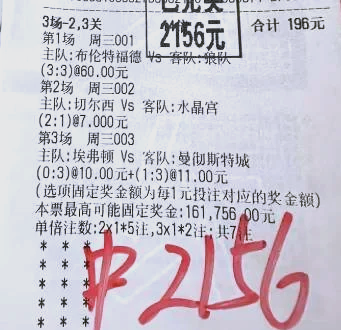 3场-2,3关
合计 196元
2156元
第1场 周三001
主队:布伦特福德 Vs 客队:狼队
(3:3)@60.00元
第2场 周三002
主队:切尔西 Vs 客队:水晶宫
(2:1)@7.000元
第3场 周三003
主队:埃弗顿 Vs 客队:曼彻斯特城
(0:3)@10.00元+(1:3)@11.00元
(选项固定奖金额为每1元投注对应的奖金额)
本票最高可能固定奖金:161,756.00元
单倍注数:2x1*5注,3x1*2注; 共7注
* * *
* * *
* * *
* * *
* * *
中2156